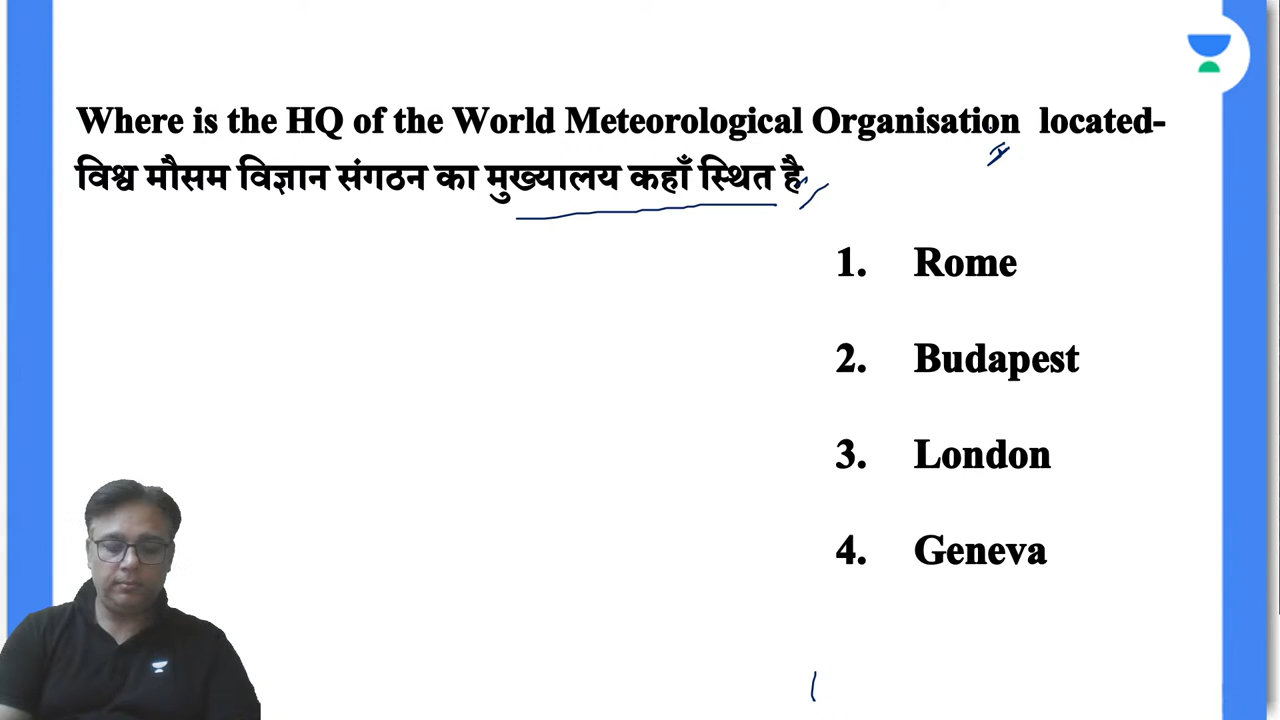 Where is the HQ of the World Meteorological Organisation located-
विश्व मौसम विज्ञान संगठन का मुख्यालय कहाँ स्थित है
1. Rome
2. Budapest
3. London
4. Geneva